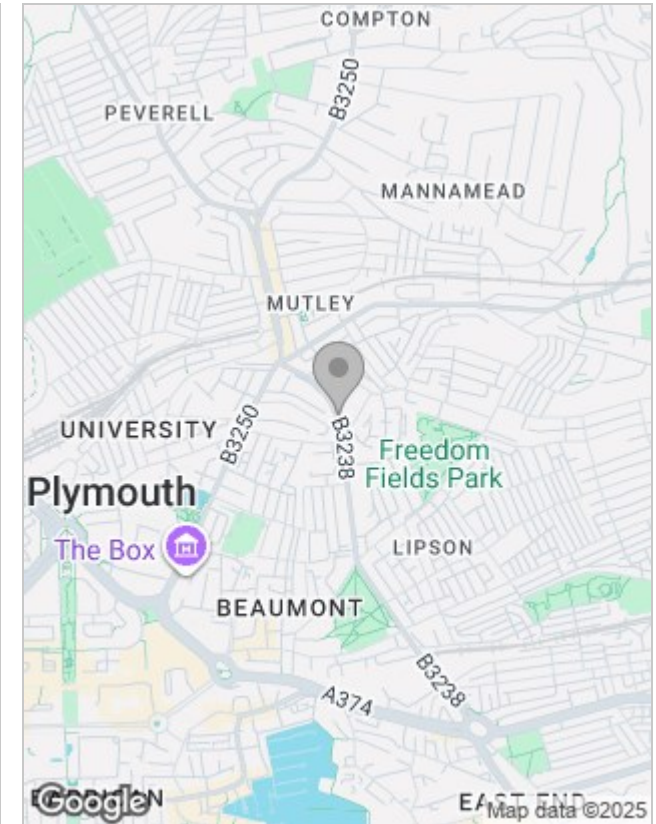 COMPTON
B3250
PEVERELL
MANNAMEAD
MUTLEY
UNIVERSITY
B3250
B3238
Freedom
Fields Park
Plymouth
The Box
LIPSON
BEAUMONT
B3238
A374
Google
EAST END
Map data ©2025